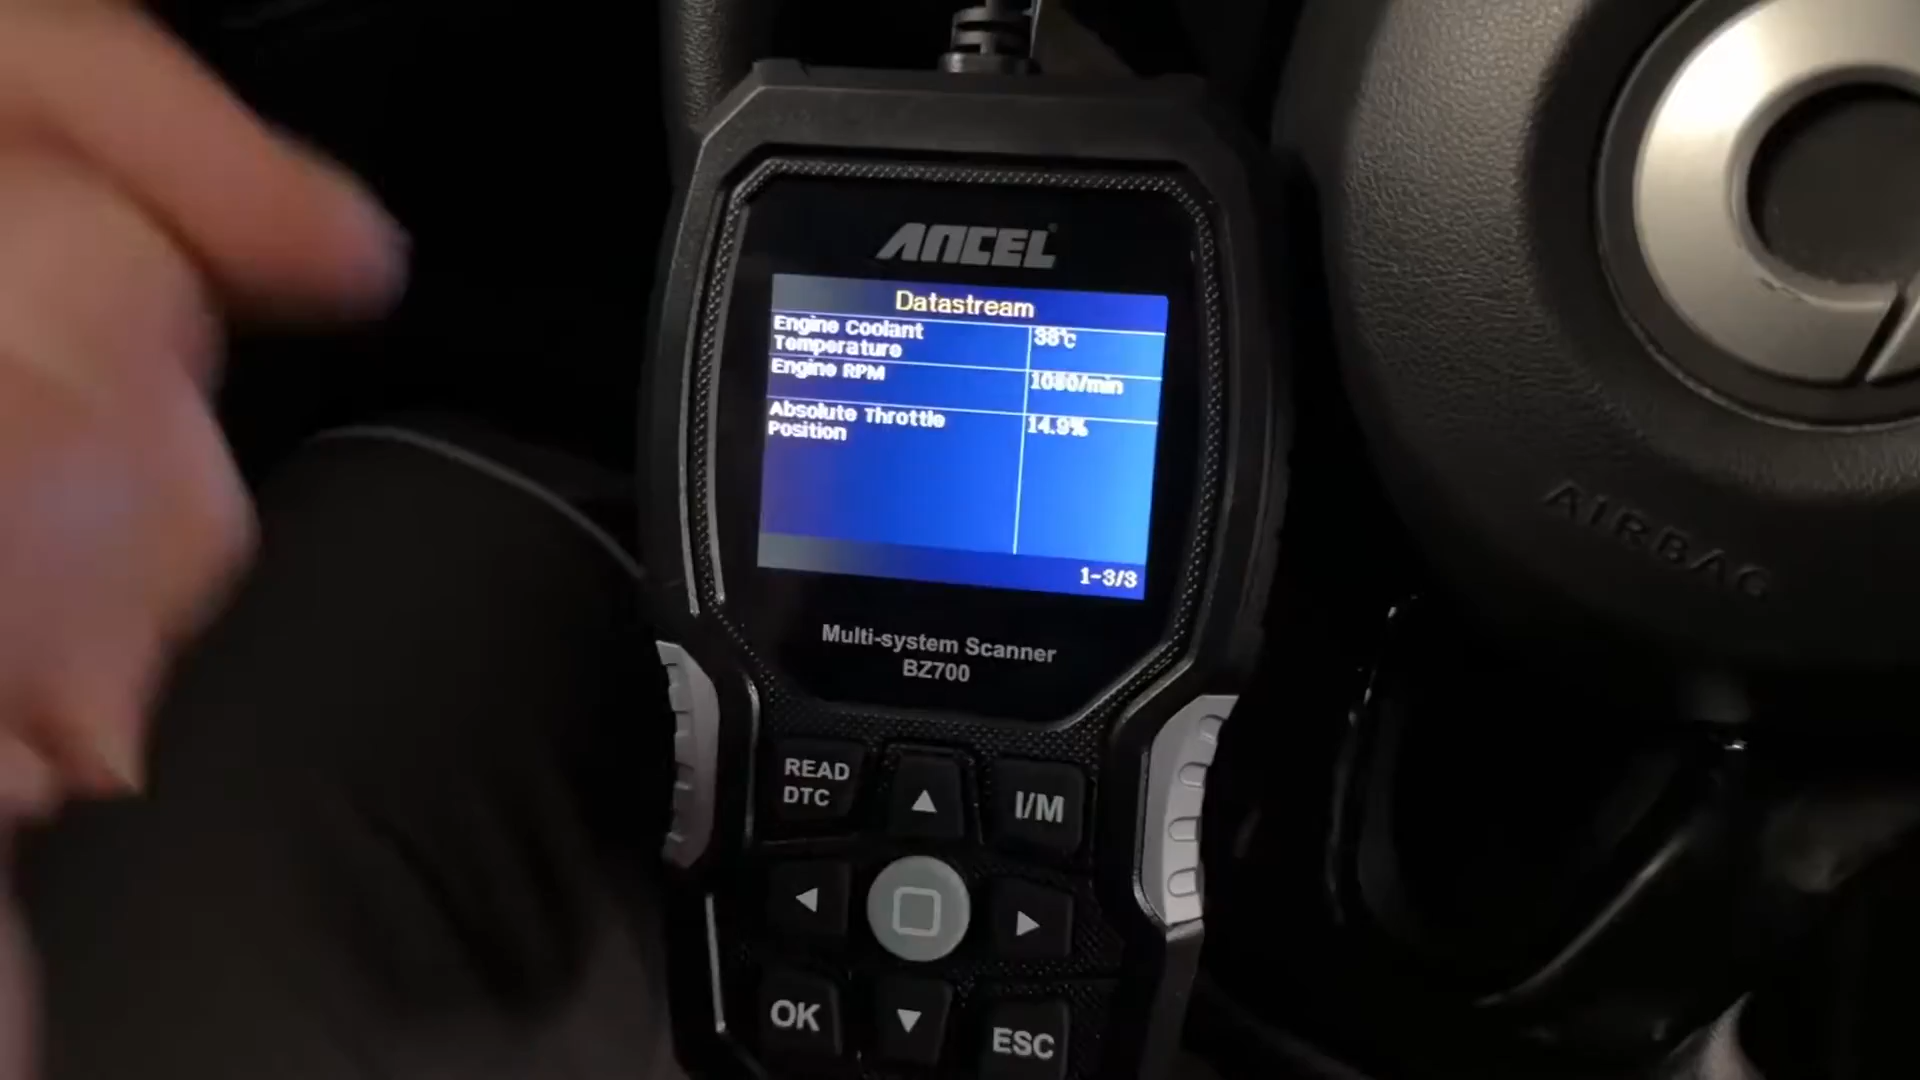 ANCEL
Datastream
Engine Coolant
Temperature
38℃
Engine RPM
1080/min
Absolute Throttle
Position
14.9%
1-3/3
Multi-system Scanner
BZ700
READ
DTC
I/M
OK
ESC
AIRBAG